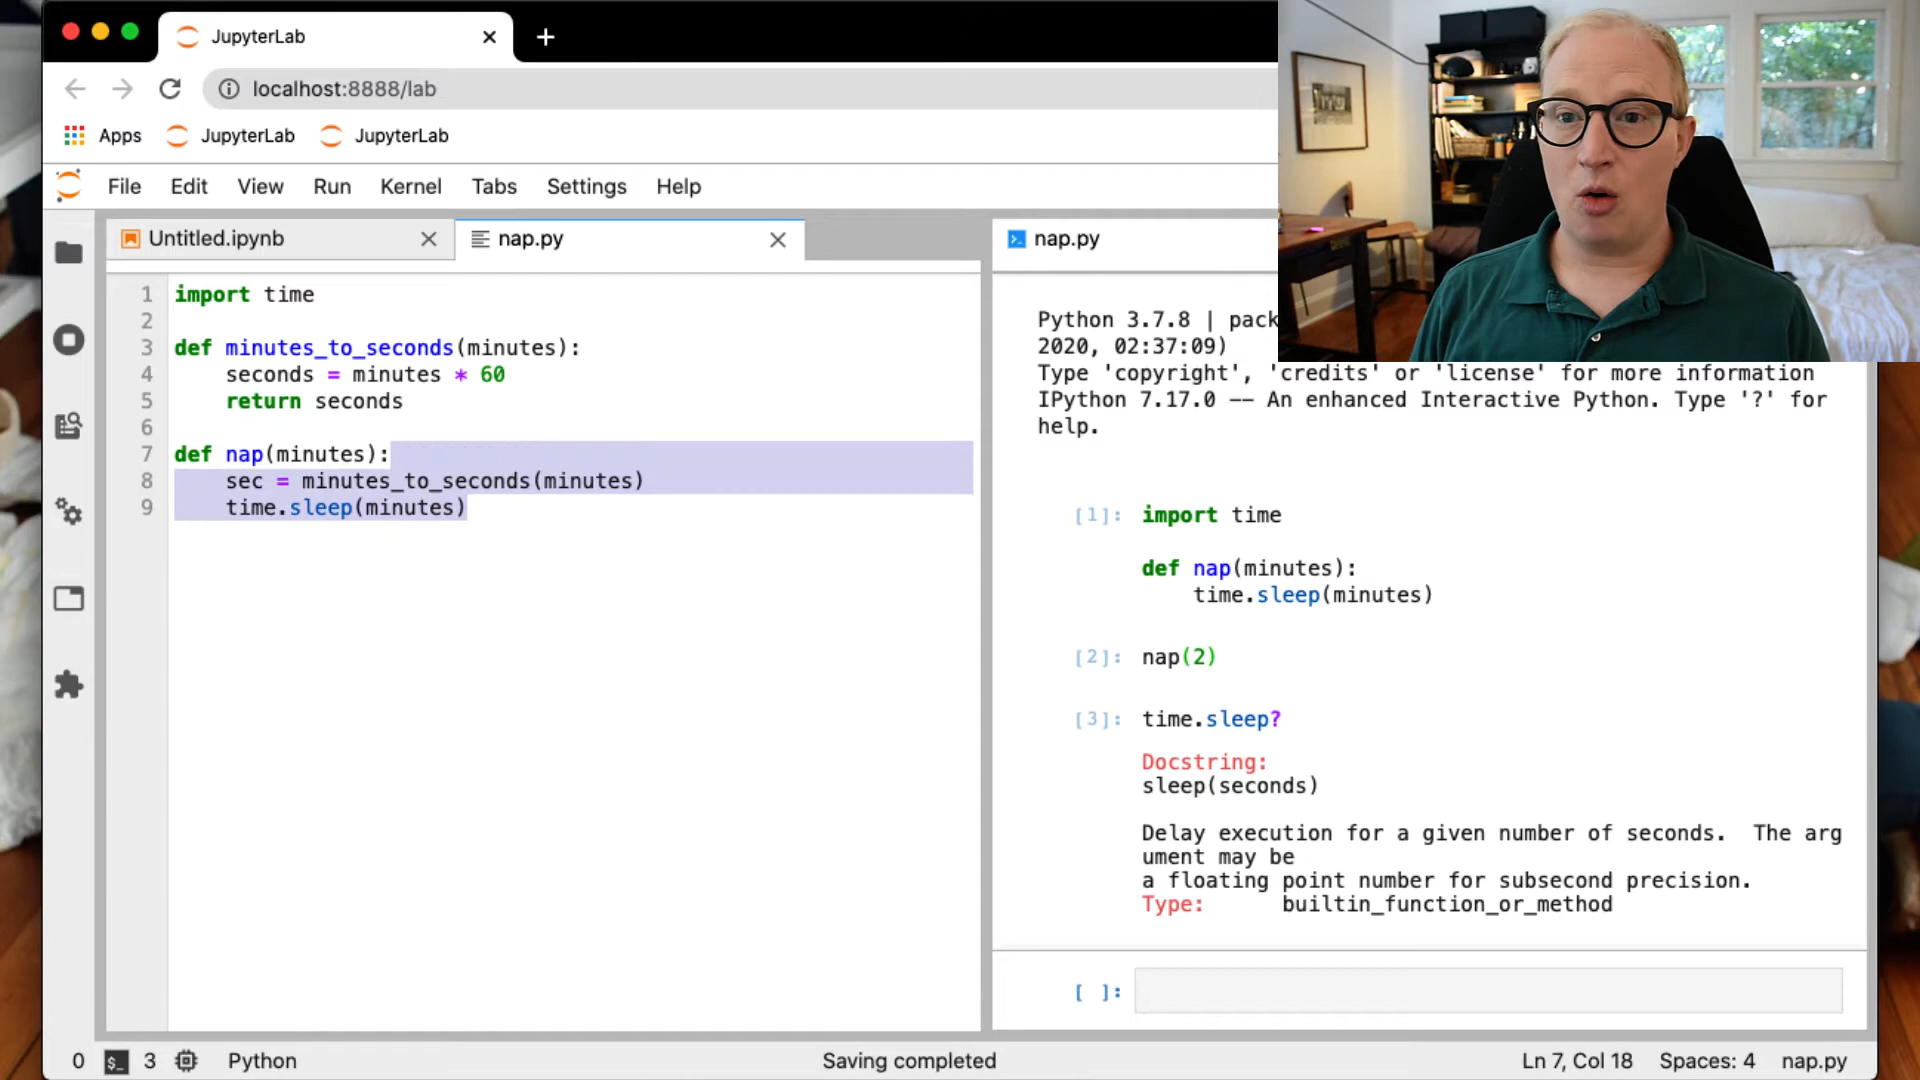 JupyterLab
localhost:8888/lab
Apps JupyterLab JupyterLab
File Edit View Run Kernel Tabs Settings Help
Untitled.ipynb
nap.py
1 import time
2
3 def minutes_to_seconds(minutes):
4 seconds = minutes * 60
5 return seconds
6
7 def nap(minutes):
8 sec = minutes_to_seconds(minutes)
9 time.sleep(minutes)
nap.py
Python 3.7.8 | pack
2020, 02:37:09)
Type 'copyright', 'credits' or 'license' for more information
IPython 7.17.0 -- An enhanced Interactive Python. Type '?' for
help.
[1]: import time
def nap(minutes):
time.sleep(minutes)
[2]: nap(2)
[3]: time.sleep?
Docstring:
sleep(seconds)
Delay execution for a given number of seconds.  The arg
ument may be
a floating point number for subsecond precision.
Type: builtin_function_or_method
[ ]:
0 $_ 3 Python Saving completed Ln 7, Col 18 Spaces: 4 nap.py